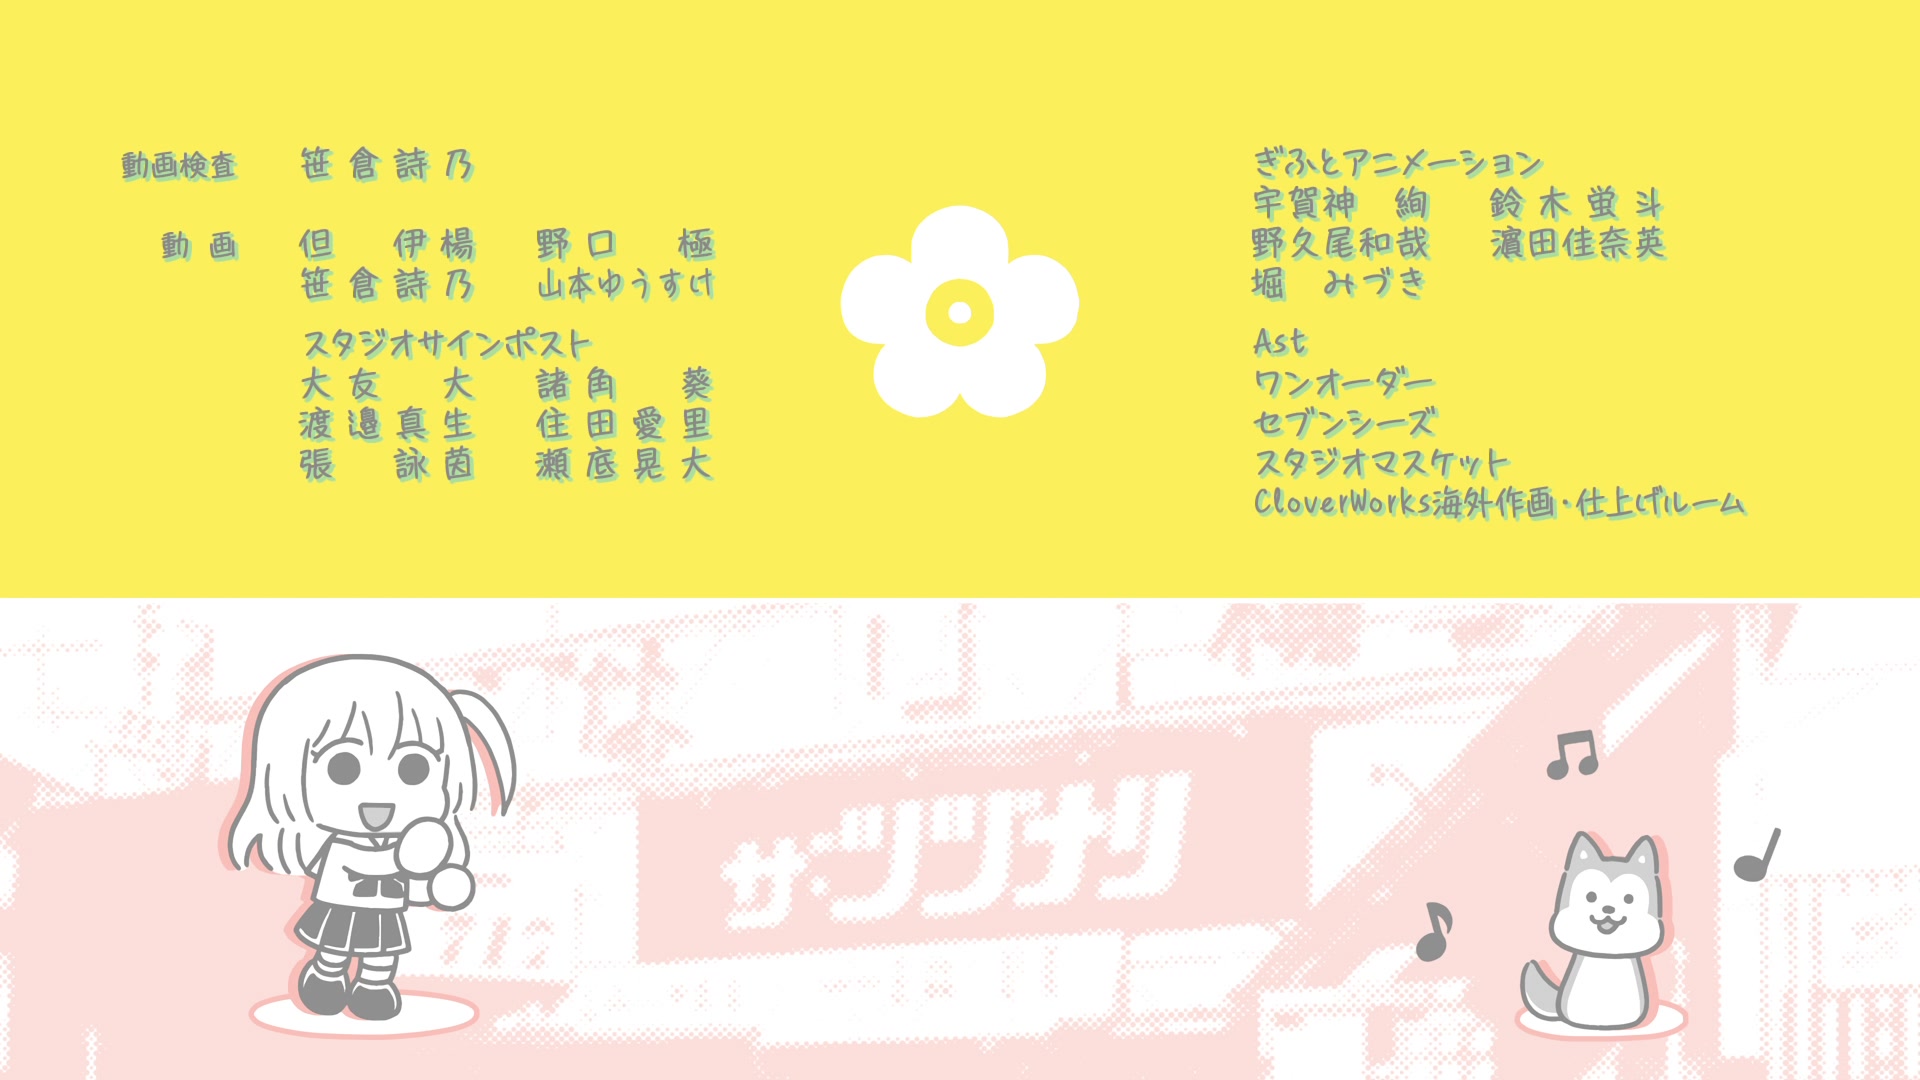 動画検査 笹倉詩乃
動画 但 伊楊 野口 極
笹倉詩乃 山本ゆうすけ
スタジオサインポスト
大友 大 諸角 葵
渡邉真生 住田愛里
張 詠茵 瀬底晃大
ぎふとアニメーション
宇賀神 絢 鈴木蛍斗
野久尾和哉 濱田佳奈英
堀 みづき
Ast
ワンオーダー
セブンシーズ
スタジオマスケット
CloverWorks海外作画・仕上げルーム
ザ・ツヅナリ
7/2